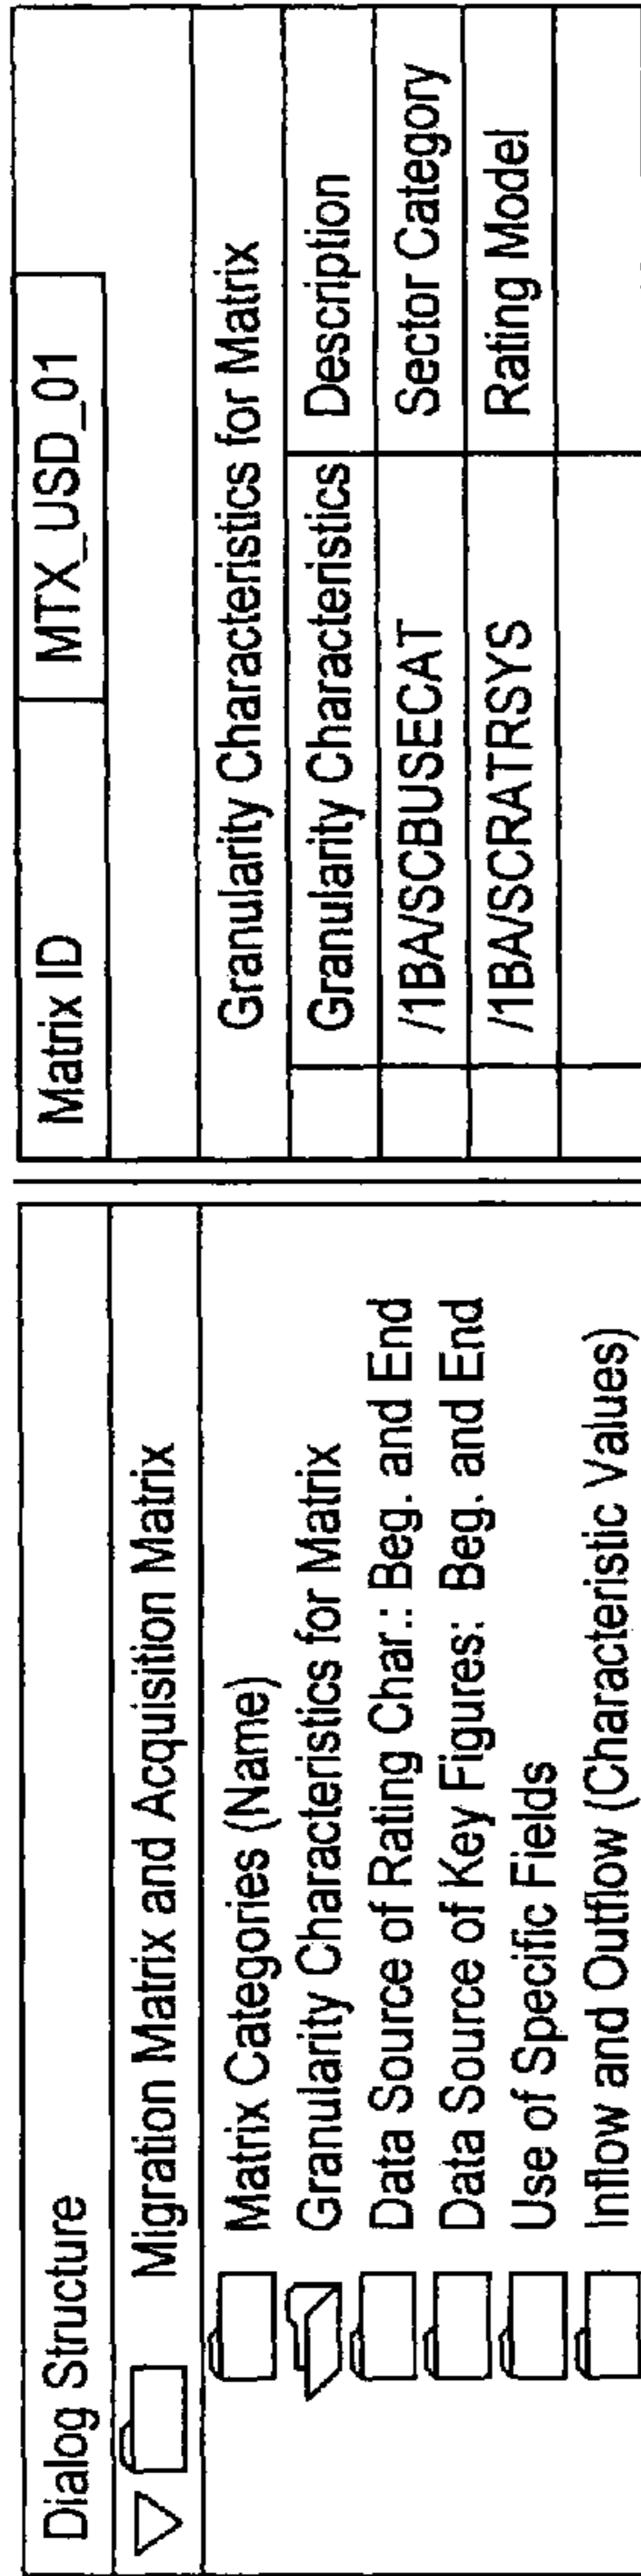 Dialog Structure
Migration Matrix and Acquisition Matrix
Matrix Categories (Name)
Granularity Characteristics for Matrix
Data Source of Rating Char.: Beg. and End
Data Source of Key Figures: Beg. and End
Use of Specific Fields
Inflow and Outflow (Characteristic Values)
Matrix ID MTX_USD_01
Granularity Characteristics for Matrix
Granularity Characteristics Description
/1BA/SCBUSECAT Sector Category
/1BA/SCRATRSYS Rating Model